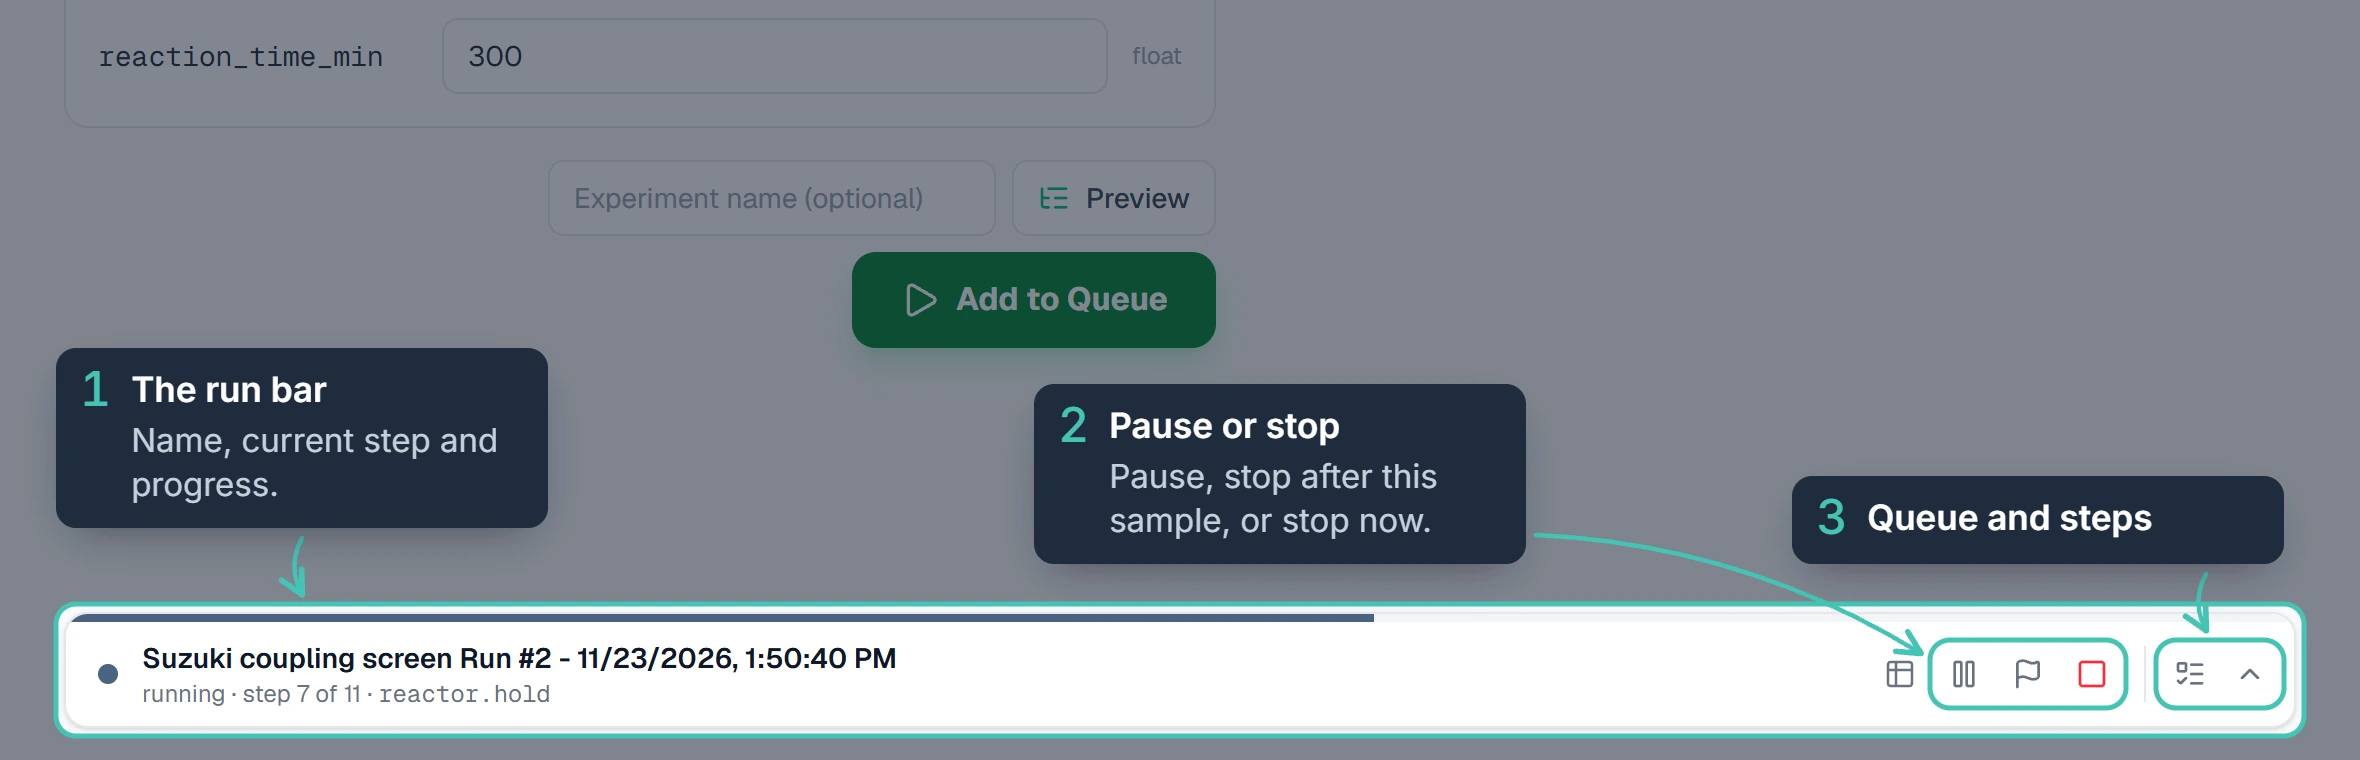 reaction_time_min
300
float
Experiment name (optional)
Preview
Add to Queue
1 The run bar
Name, current step and
progress.
2 Pause or stop
Pause, stop after this
sample, or stop now.
3 Queue and steps
Suzuki coupling screen Run #2 - 11/23/2026, 1:50:40 PM
running · step 7 of 11 · reactor.hold